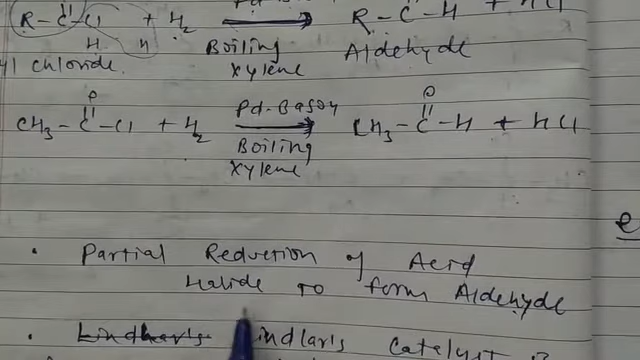 R-C-Cl + H2 → R-C-H + HCl
O
H H Boiling Aldehyde
yl chloride. Xylene
O Pd-BaSO4 O
CH3-C-Cl + H2 → CH3-C-H + HCl
Boiling
Xylene
e
• Partial Reduction of Acid
Halide to form Aldehyde
• Lindhar's Lindlar's Catalyst